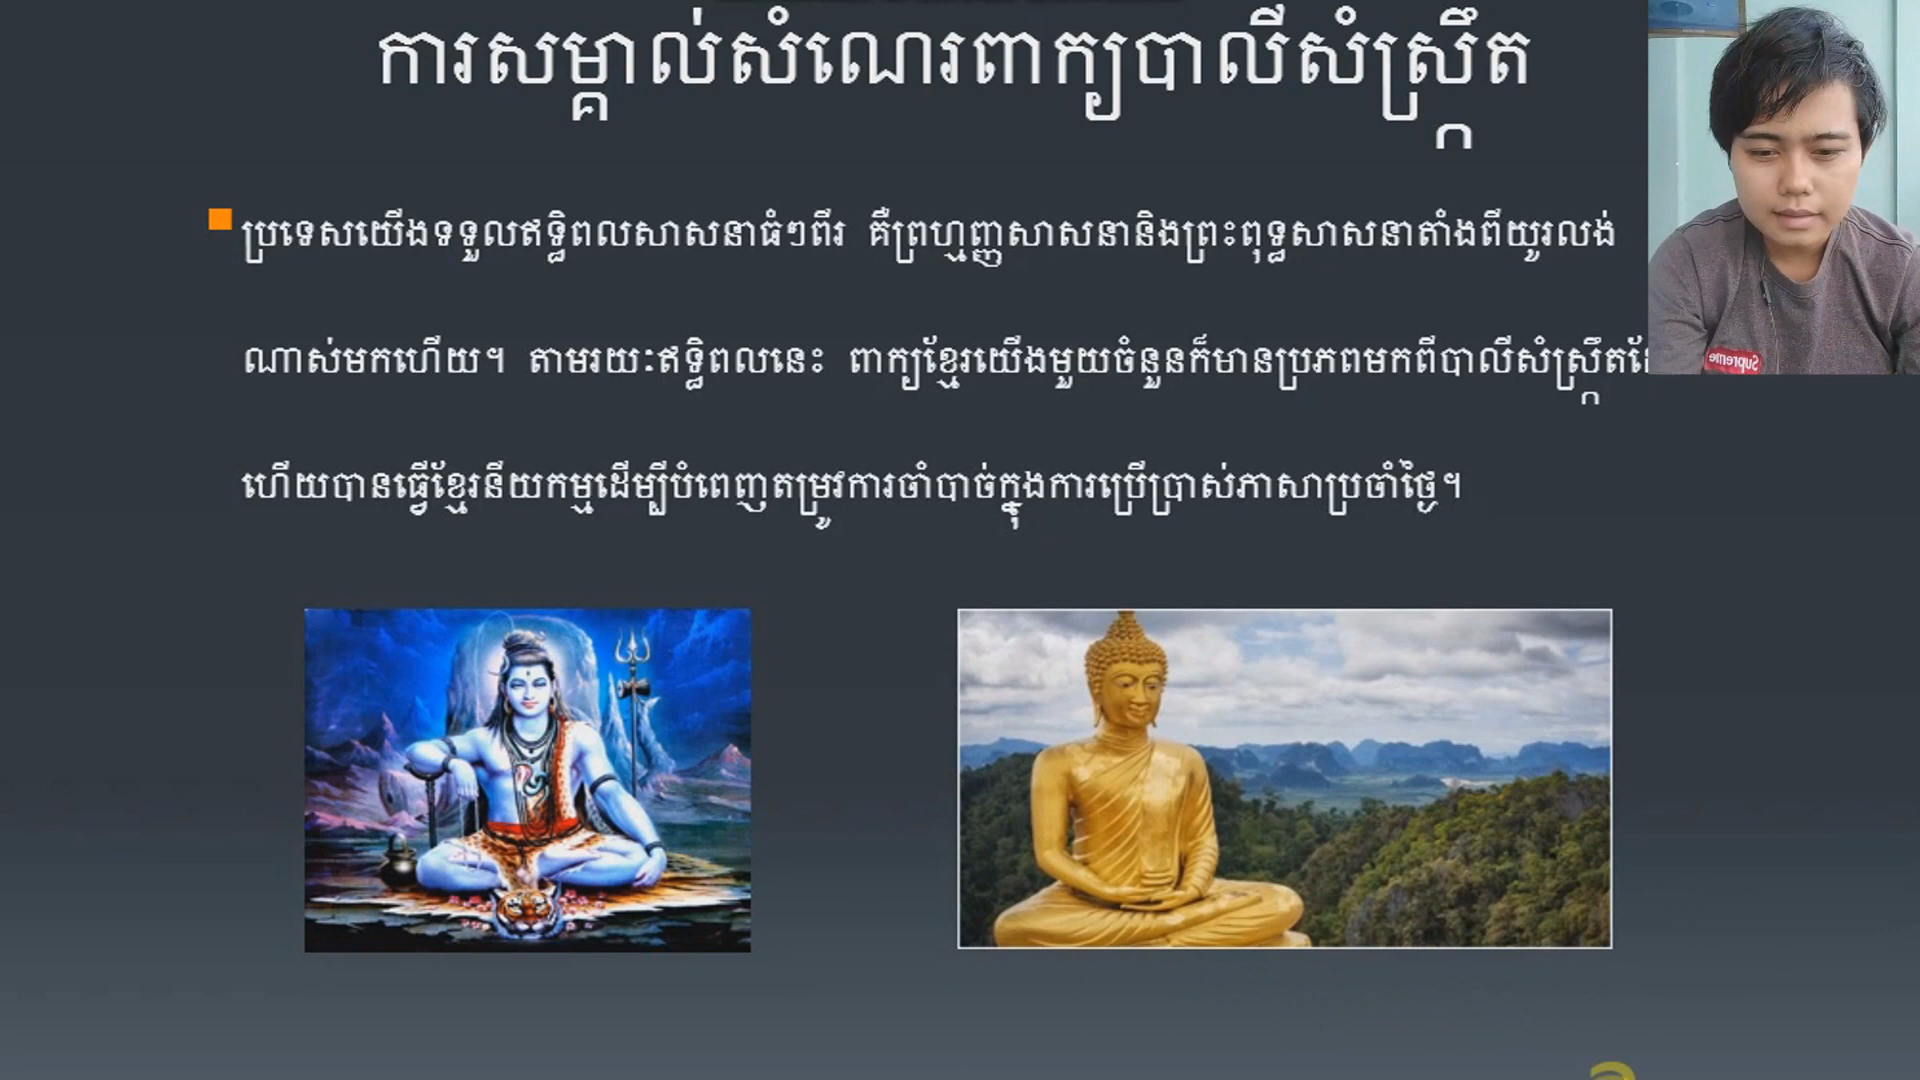 ការសម្គាល់សំណេរពាក្យបាលីសំស្ក្រឹត
ប្រទេសយើងទទួលឥទ្ធិពលសាសនាធំៗពីរ គឺព្រហ្មញ្ញសាសនានិងព្រះពុទ្ធសាសនាតាំងពីយូរលង់
ណាស់មកហើយ។ តាមរយៈឥទ្ធិពលនេះ ពាក្យខ្មែរយើងមួយចំនួនក៏មានប្រភពមកពីបាលីសំស្ក្រឹត
ហើយបានធ្វើខ្មែរនីយកម្មដើម្បីបំពេញតម្រូវការចាំបាច់ក្នុងការប្រើប្រាស់ភាសាប្រចាំថ្ងៃ។
Supreme